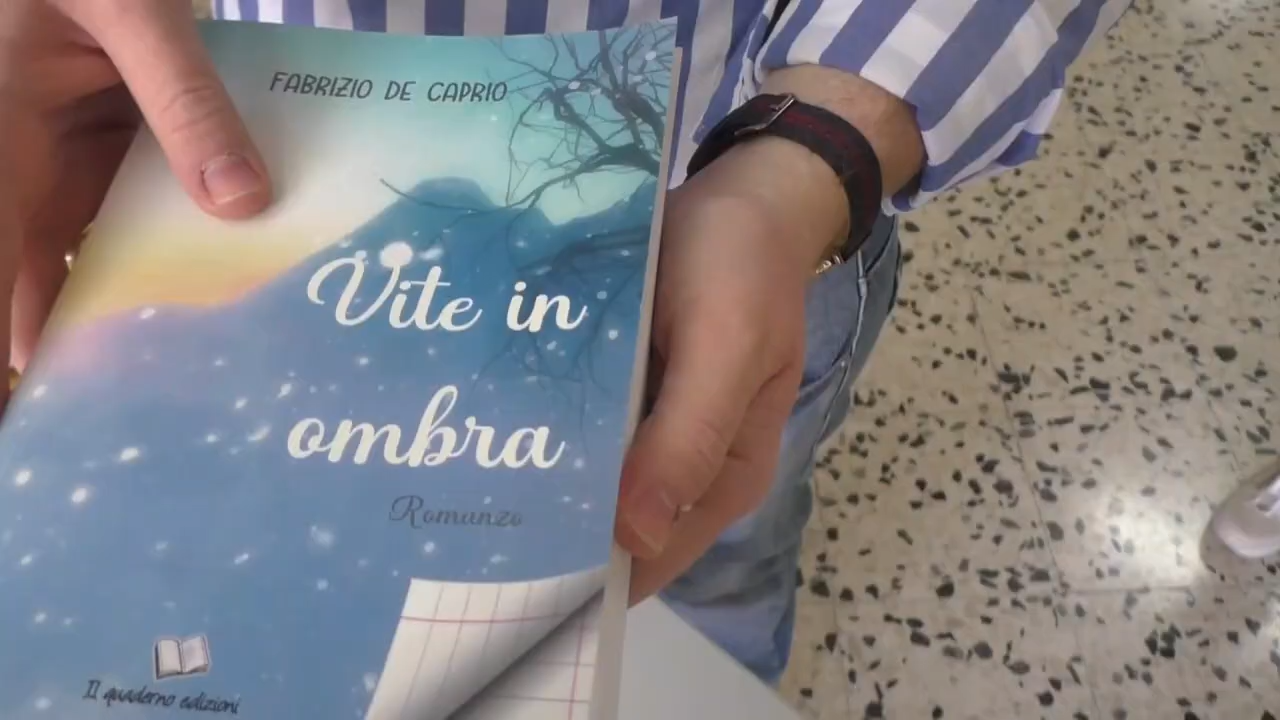 FABRIZIO DE CAPRIO
Vite in
ombra
Romanzo
Il quaderno edizioni